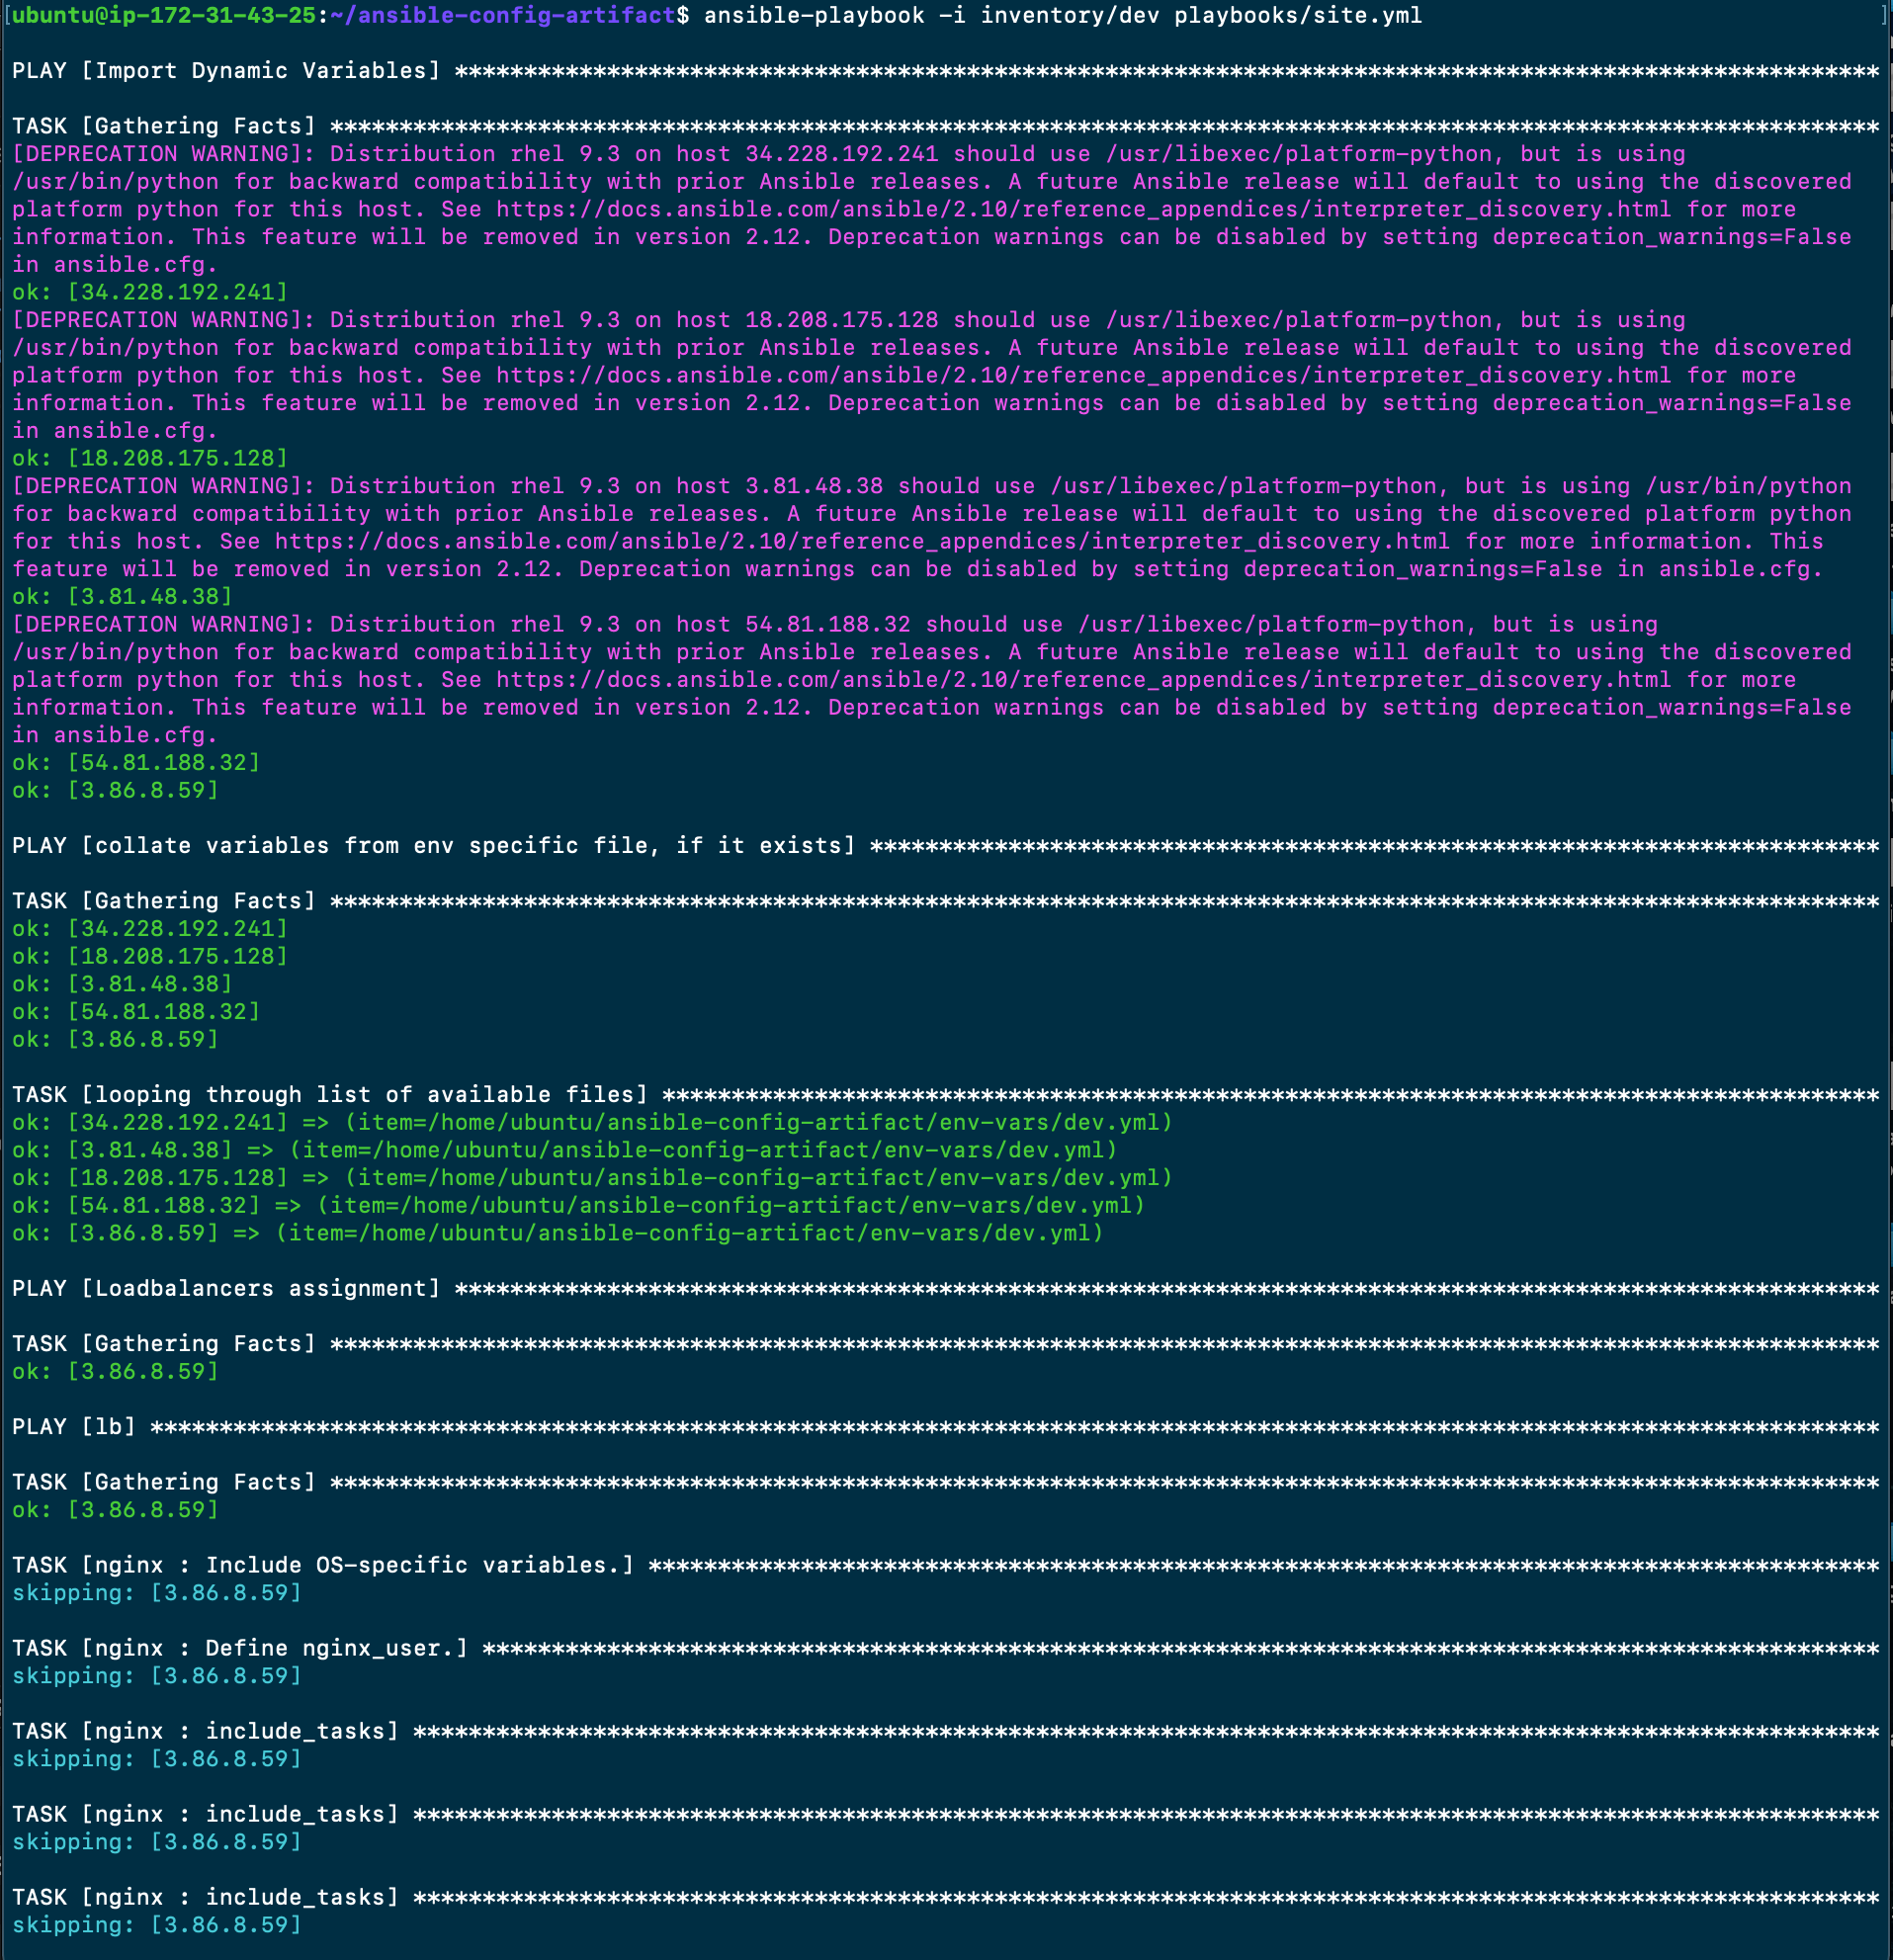 [ubuntu@ip-172-31-43-25:~/ansible-config-artifact$ ansible-playbook -i inventory/dev playbooks/site.yml ]
PLAY [Import Dynamic Variables] *******************************************************************************************************
TASK [Gathering Facts] ****************************************************************************************************************
[DEPRECATION WARNING]: Distribution rhel 9.3 on host 34.228.192.241 should use /usr/libexec/platform-python, but is using
/usr/bin/python for backward compatibility with prior Ansible releases. A future Ansible release will default to using the discovered
platform python for this host. See https://docs.ansible.com/ansible/2.10/reference_appendices/interpreter_discovery.html for more
information. This feature will be removed in version 2.12. Deprecation warnings can be disabled by setting deprecation_warnings=False
in ansible.cfg.
ok: [34.228.192.241]
[DEPRECATION WARNING]: Distribution rhel 9.3 on host 18.208.175.128 should use /usr/libexec/platform-python, but is using
/usr/bin/python for backward compatibility with prior Ansible releases. A future Ansible release will default to using the discovered
platform python for this host. See https://docs.ansible.com/ansible/2.10/reference_appendices/interpreter_discovery.html for more
information. This feature will be removed in version 2.12. Deprecation warnings can be disabled by setting deprecation_warnings=False
in ansible.cfg.
ok: [18.208.175.128]
[DEPRECATION WARNING]: Distribution rhel 9.3 on host 3.81.48.38 should use /usr/libexec/platform-python, but is using /usr/bin/python
for backward compatibility with prior Ansible releases. A future Ansible release will default to using the discovered platform python
for this host. See https://docs.ansible.com/ansible/2.10/reference_appendices/interpreter_discovery.html for more information. This
feature will be removed in version 2.12. Deprecation warnings can be disabled by setting deprecation_warnings=False in ansible.cfg.
ok: [3.81.48.38]
[DEPRECATION WARNING]: Distribution rhel 9.3 on host 54.81.188.32 should use /usr/libexec/platform-python, but is using
/usr/bin/python for backward compatibility with prior Ansible releases. A future Ansible release will default to using the discovered
platform python for this host. See https://docs.ansible.com/ansible/2.10/reference_appendices/interpreter_discovery.html for more
information. This feature will be removed in version 2.12. Deprecation warnings can be disabled by setting deprecation_warnings=False
in ansible.cfg.
ok: [54.81.188.32]
ok: [3.86.8.59]
PLAY [collate variables from env specific file, if it exists] *************************************************************************
TASK [Gathering Facts] ****************************************************************************************************************
ok: [34.228.192.241]
ok: [18.208.175.128]
ok: [3.81.48.38]
ok: [54.81.188.32]
ok: [3.86.8.59]
TASK [looping through list of available files] ****************************************************************************************
ok: [34.228.192.241] => (item=/home/ubuntu/ansible-config-artifact/env-vars/dev.yml)
ok: [3.81.48.38] => (item=/home/ubuntu/ansible-config-artifact/env-vars/dev.yml)
ok: [18.208.175.128] => (item=/home/ubuntu/ansible-config-artifact/env-vars/dev.yml)
ok: [54.81.188.32] => (item=/home/ubuntu/ansible-config-artifact/env-vars/dev.yml)
ok: [3.86.8.59] => (item=/home/ubuntu/ansible-config-artifact/env-vars/dev.yml)
PLAY [Loadbalancers assignment] *******************************************************************************************************
TASK [Gathering Facts] ****************************************************************************************************************
ok: [3.86.8.59]
PLAY [lb] *****************************************************************************************************************************
TASK [Gathering Facts] ****************************************************************************************************************
ok: [3.86.8.59]
TASK [nginx : Include OS-specific variables.] *****************************************************************************************
skipping: [3.86.8.59]
TASK [nginx : Define nginx_user.] *****************************************************************************************************
skipping: [3.86.8.59]
TASK [nginx : include_tasks] **********************************************************************************************************
skipping: [3.86.8.59]
TASK [nginx : include_tasks] **********************************************************************************************************
skipping: [3.86.8.59]
TASK [nginx : include_tasks] **********************************************************************************************************
skipping: [3.86.8.59]